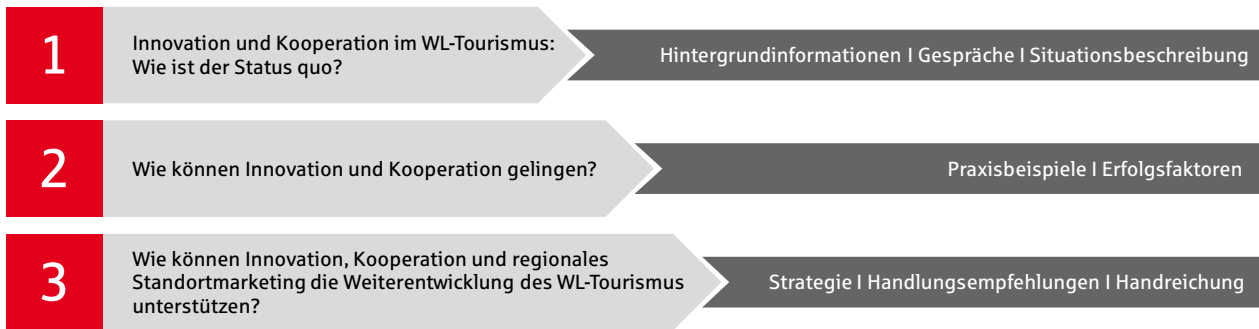 1
Innovation und Kooperation im WL-Tourismus:
Wie ist der Status quo?
Hintergrundinformationen I Gespräche I Situationsbeschreibung
2
Wie können Innovation und Kooperation gelingen?
Praxisbeispiele I Erfolgsfaktoren
3
Wie können Innovation, Kooperation und regionales
Standortmarketing die Weiterentwicklung des WL-Tourismus
unterstützen?
Strategie I Handlungsempfehlungen I Handreichung